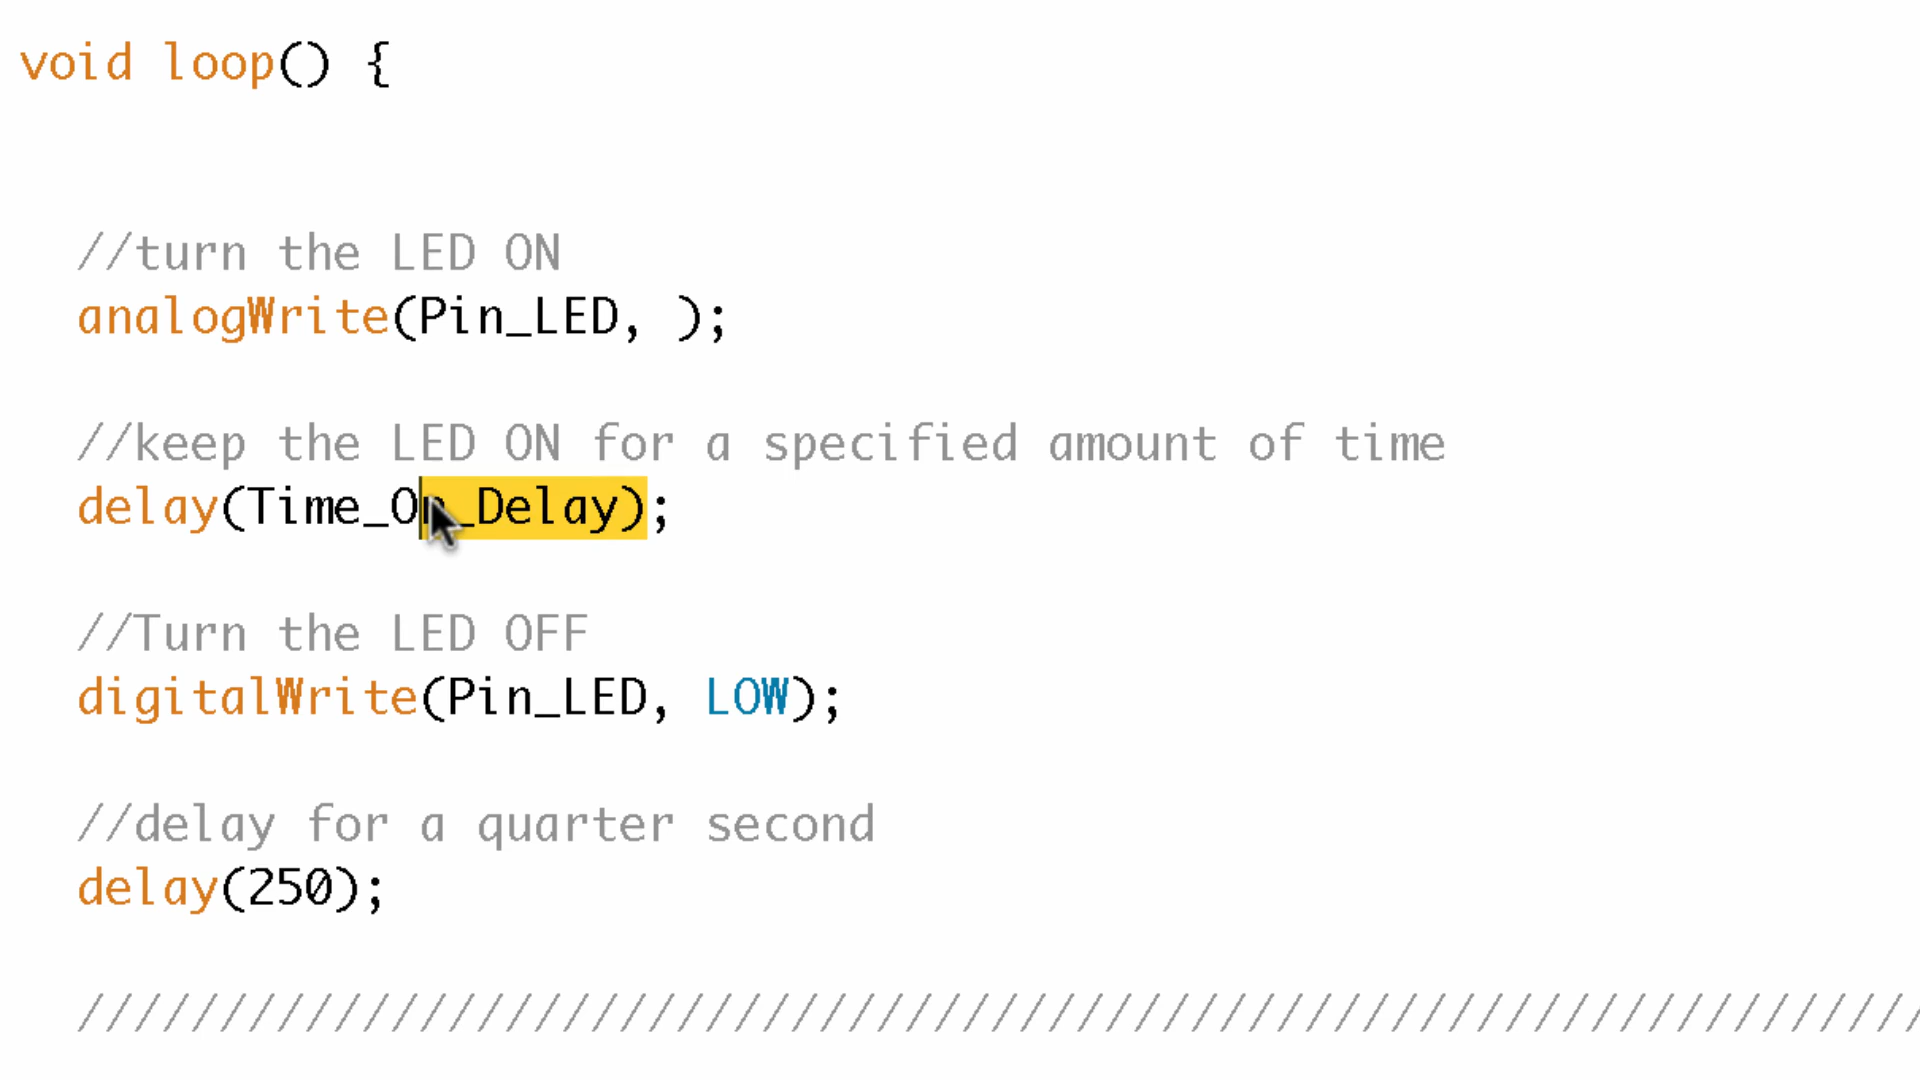 void loop() {
//turn the LED ON
analogWrite(Pin_LED, );
//keep the LED ON for a specified amount of time
delay(Time_On_Delay);
//Turn the LED OFF
digitalWrite(Pin_LED, LOW);
//delay for a quarter second
delay(250);
/////////////////////////////////////////////////////////////////